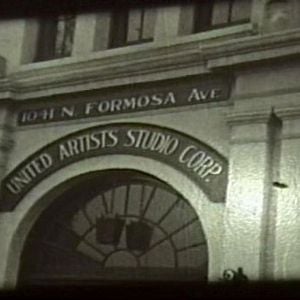 1041 N. FORMOSA AVE
UNITED ARTISTS STUDIO CORP.